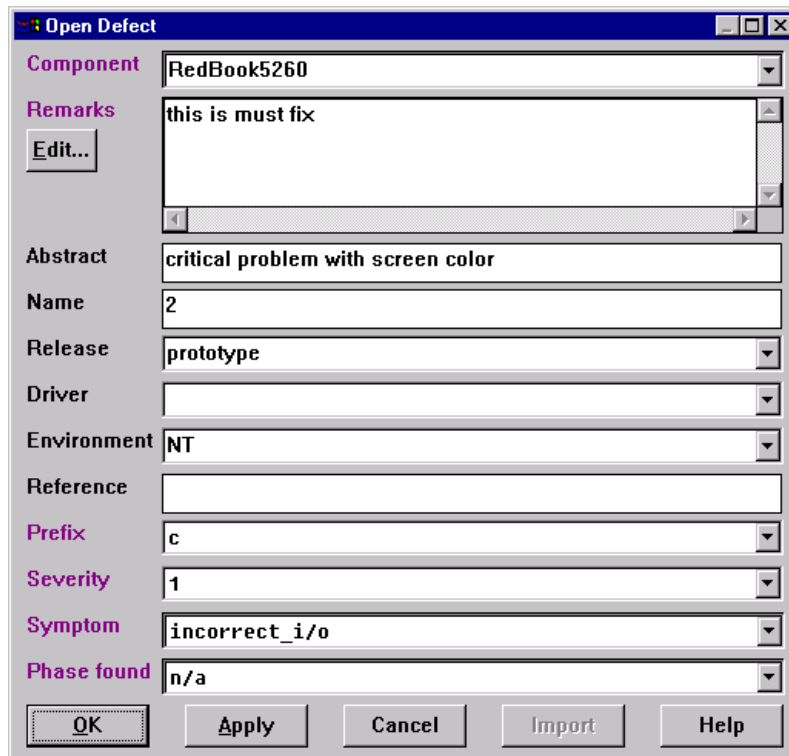 Open Defect
Component RedBook5260
Remarks this is must fix
Edit...
Abstract critical problem with screen color
Name 2
Release prototype
Driver
Environment NT
Reference
Prefix c
Severity 1
Symptom incorrect_i/o
Phase found n/a
OK Apply Cancel Import Help